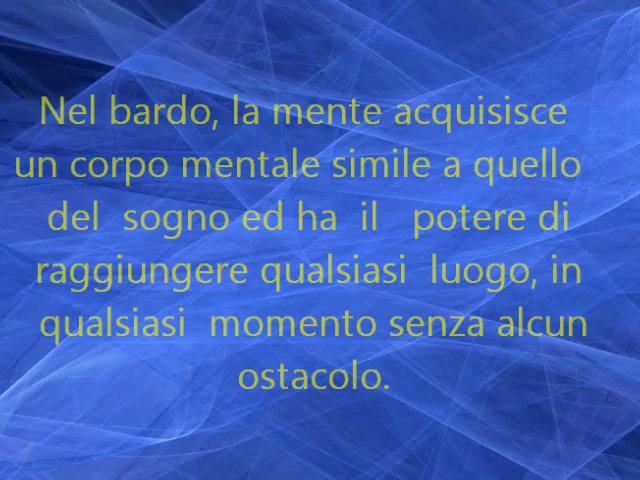 Nel bardo, la mente acquisisce
un corpo mentale simile a quello
del sogno ed ha il potere di
raggiungere qualsiasi luogo, in
qualsiasi momento senza alcun
ostacolo.